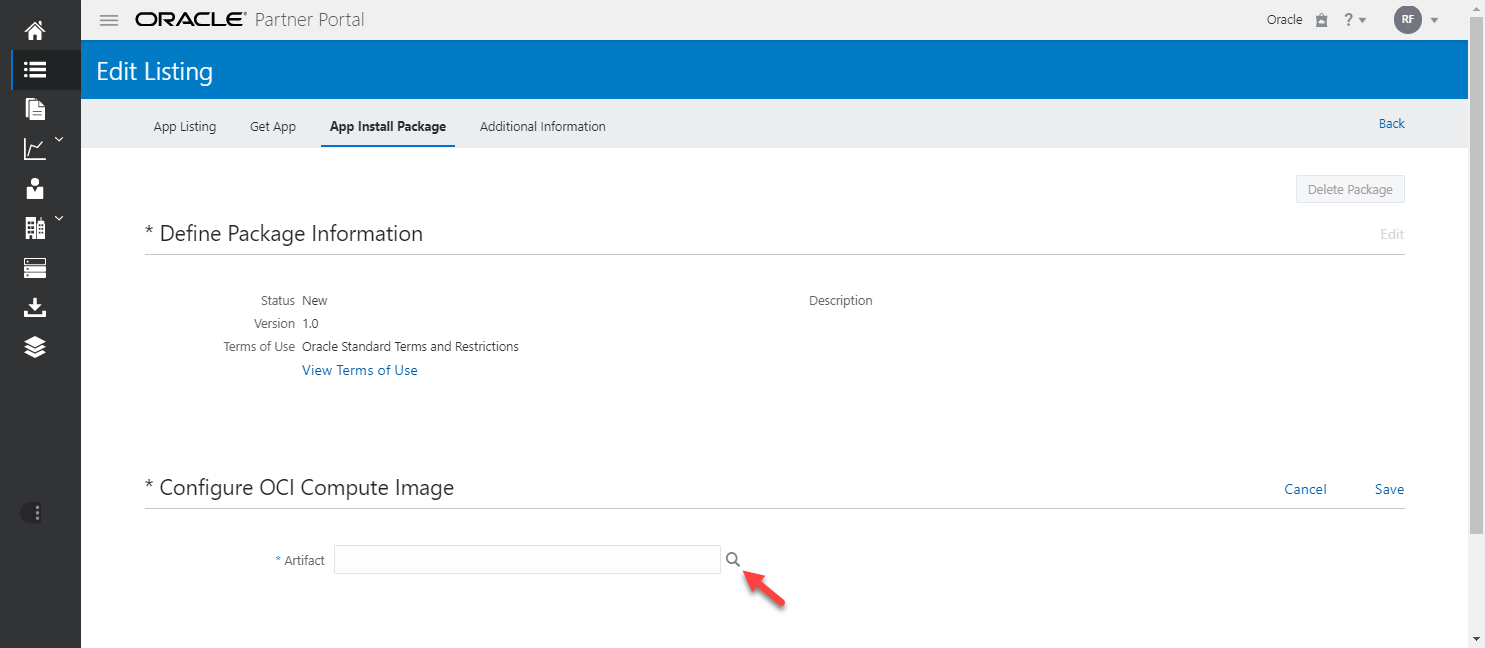 ORACLE® Partner Portal
Oracle ? RF
Edit Listing
App Listing Get App App Install Package Additional Information Back
Delete Package
* Define Package Information Edit
Status New Description
Version 1.0
Terms of Use Oracle Standard Terms and Restrictions
View Terms of Use
* Configure OCI Compute Image Cancel Save
* Artifact